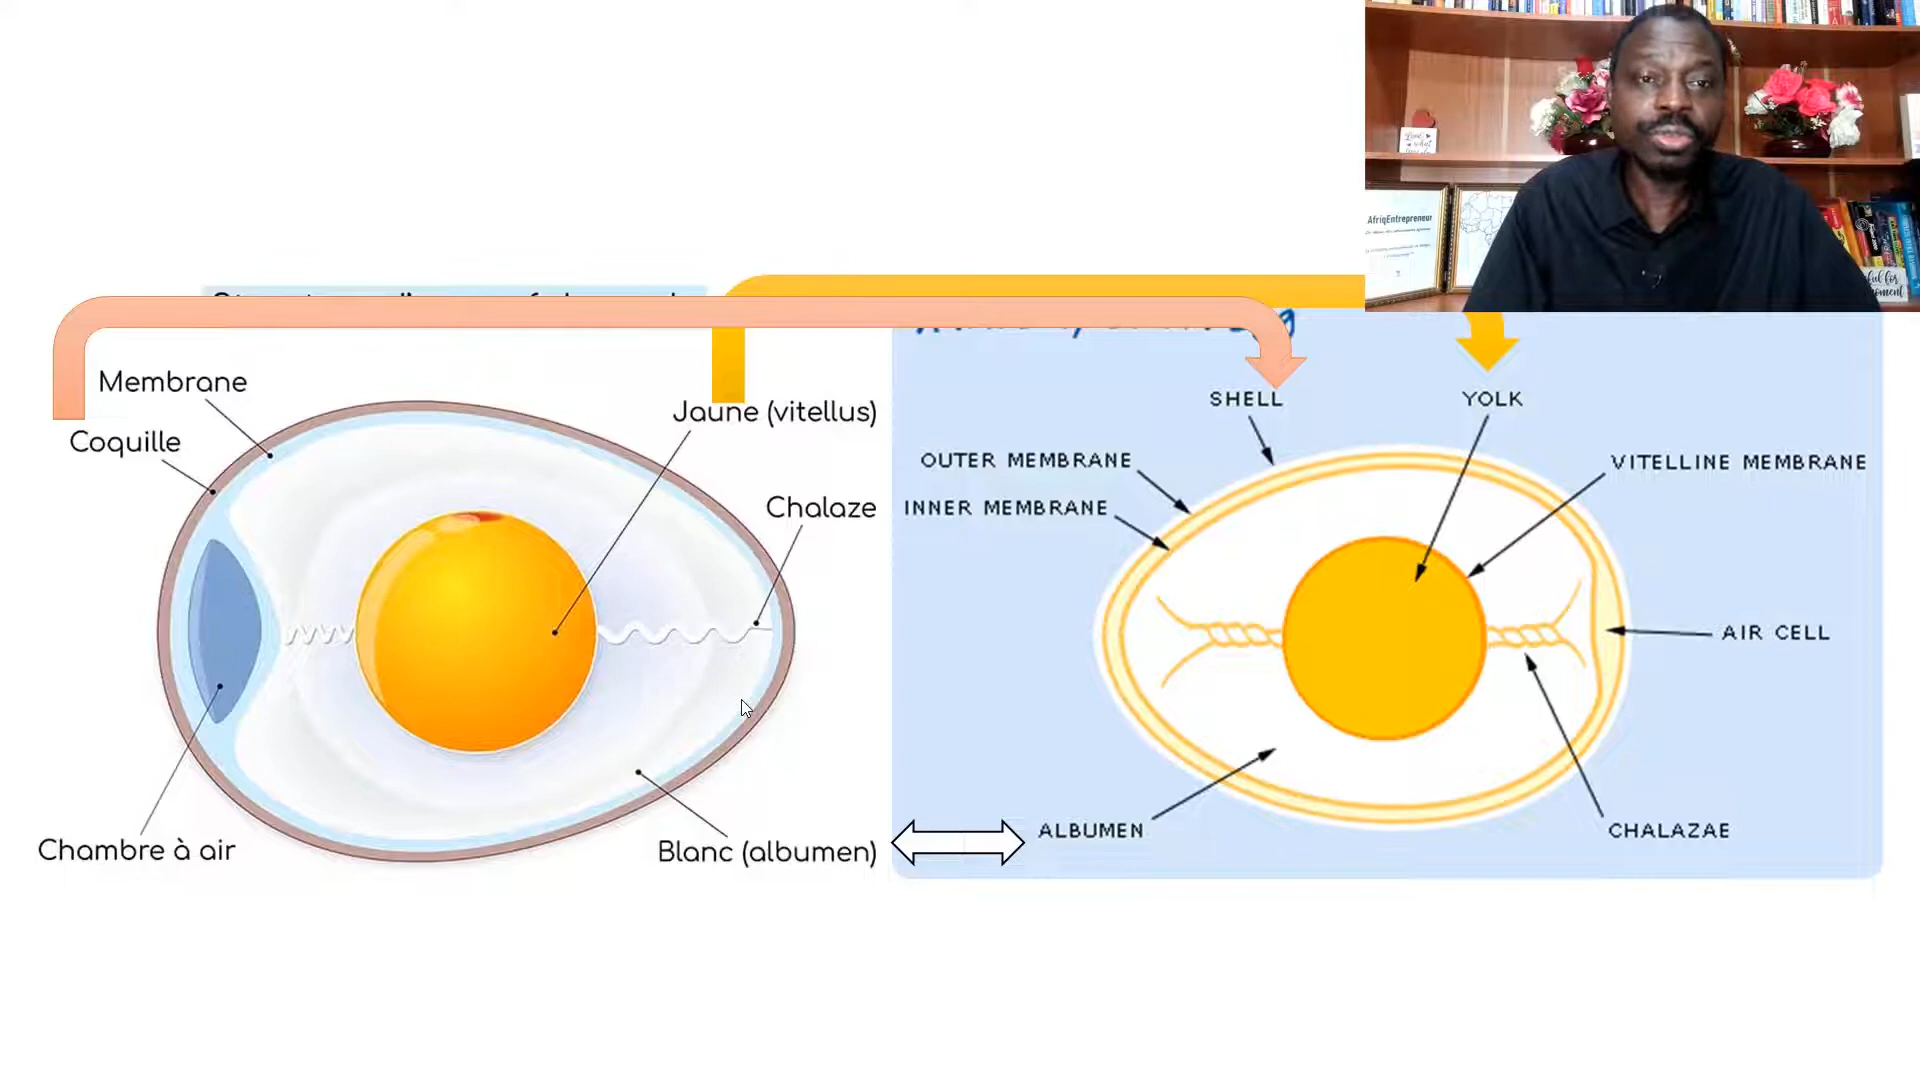 AfriqEntrepreneur
Membrane
Coquille
Jaune (vitellus)
Chalaze
Chambre à air
Blanc (albumen)
SHELL
YOLK
OUTER MEMBRANE
VITELLINE MEMBRANE
INNER MEMBRANE
AIR CELL
ALBUMEN
CHALAZAE